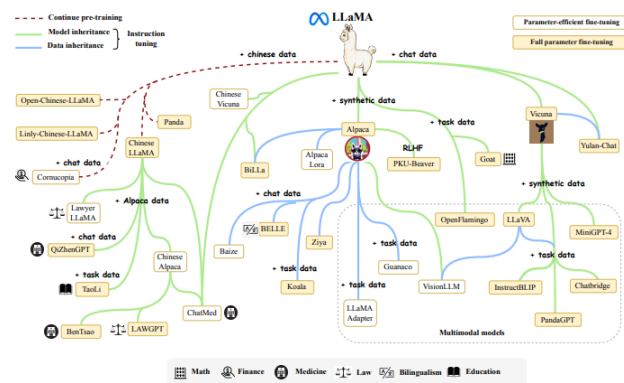 LLaMA
Continue pre-training
Model inheritance
Data inheritance
Instruction
tuning
Parameter-efficient fine-tuning
Full parameter fine-tuning
+ chinese data
+ chat data
+ synthetic data
+ task data
Chinese
Vicuna
Open-Chinese-LLaMA
Linly-Chinese-LLaMA
Panda
Chinese
LLaMA
+ chat data
Cornucopia
Alpaca
Alpaca
Lora
BiLLa
RLHF
PKU-Beaver
Goat
Vicuna
Yulan-Chat
Lawyer
LLaMA
+ Alpaca data
+ chat data
QiZhenGPT
+ task data
TaoLi
Chinese
Alpaca
BenTsao
LAWGPT
ChatMed
+ chat data
Baize
BELLE
Ziya
+ task data
Koala
+ task data
Guanaco
+ task data
LLaMA
Adapter
OpenFlamingo
VisionLLM
+ synthetic data
LLaVA
MiniGPT-4
+ task data
InstructBLIP
Chatbridge
PandaGPT
Multimodal models
Math
Finance
Medicine
Law
Bilingualism
Education